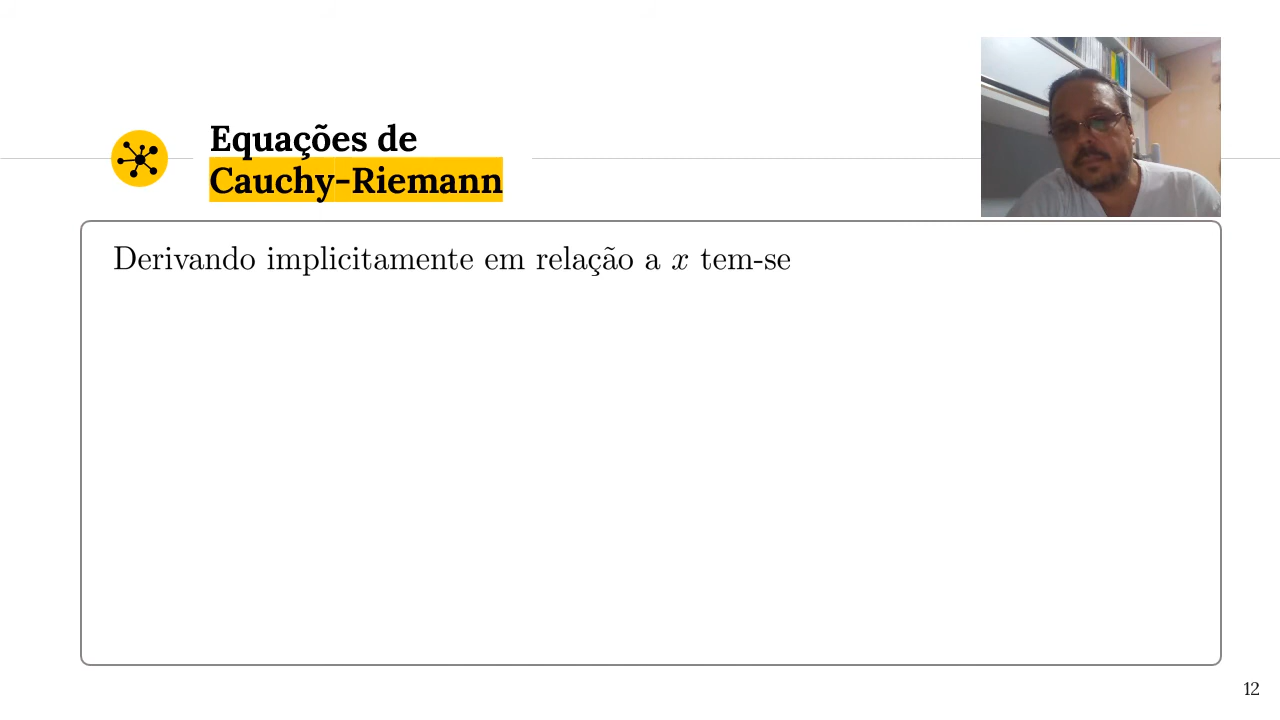 Equações de
Cauchy-Riemann
Derivando implicitamente em relação a x tem-se
12